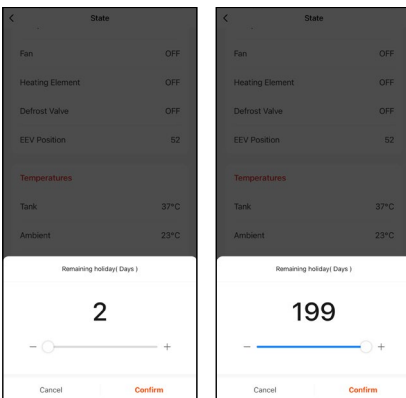 State
Fan OFF
Heating Element OFF
Defrost Valve OFF
EEV Position 52
Temperatures
Tank 37°C
Ambient 23°C
Remaining holiday( Days )
2
− +
Cancel Confirm
State
Fan OFF
Heating Element OFF
Defrost Valve OFF
EEV Position 52
Temperatures
Tank 37°C
Ambient 23°C
Remaining holiday( Days )
199
− +
Cancel Confirm